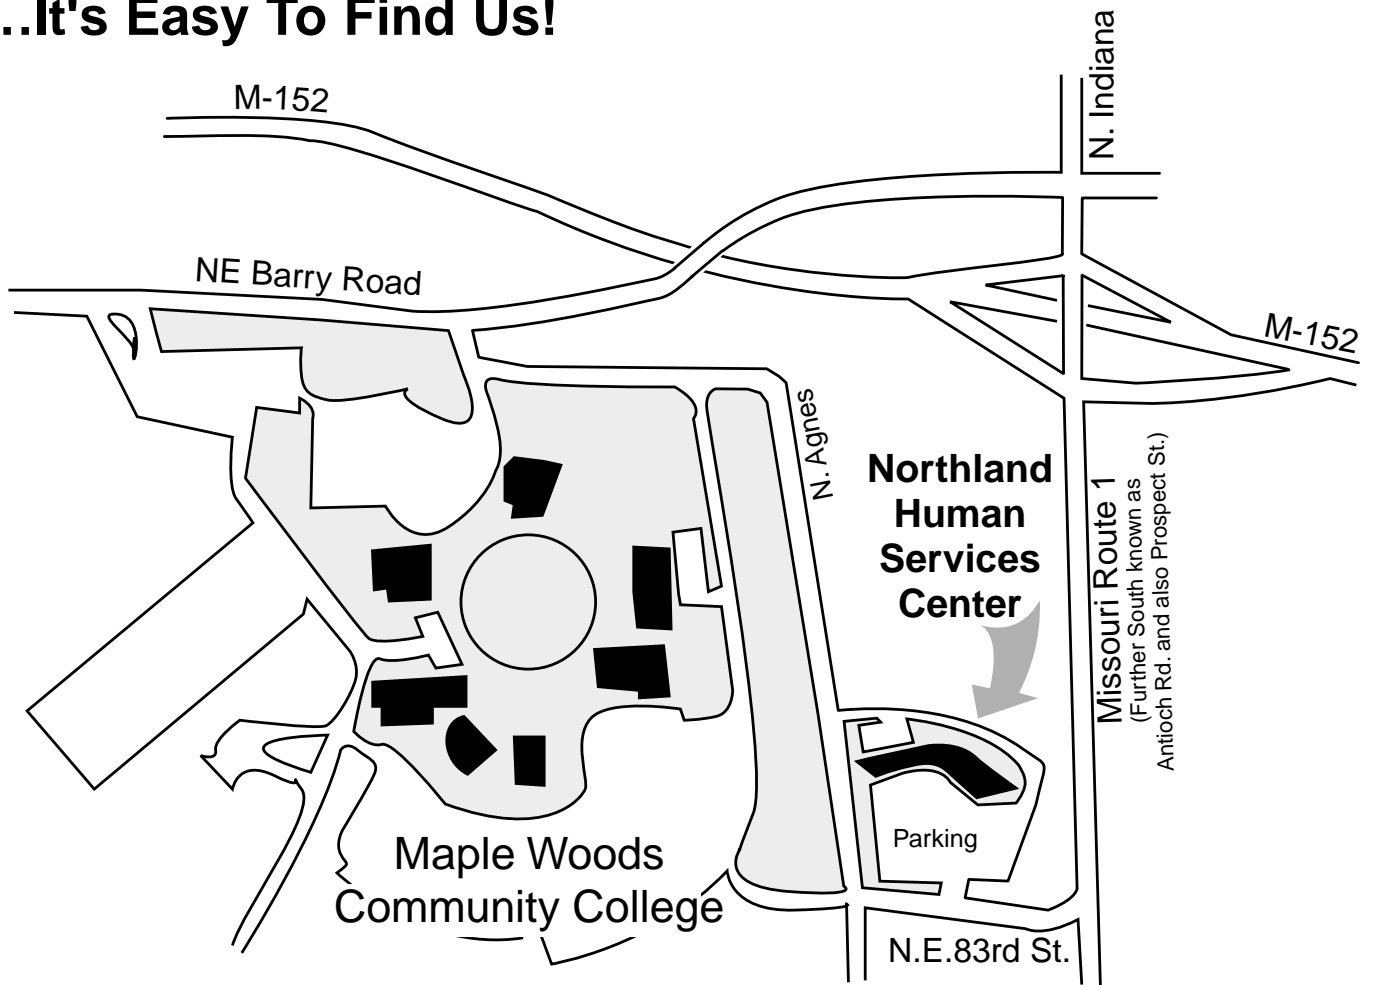 ..It's Easy To Find Us!
M-152
N. Indiana
NE Barry Road
M-152
N. Agnes
Northland
Human
Services
Center
Missouri Route 1
(Further South known as
Antioch Rd. and also Prospect St.)
Parking
Maple Woods
Community College
N.E.83rd St.